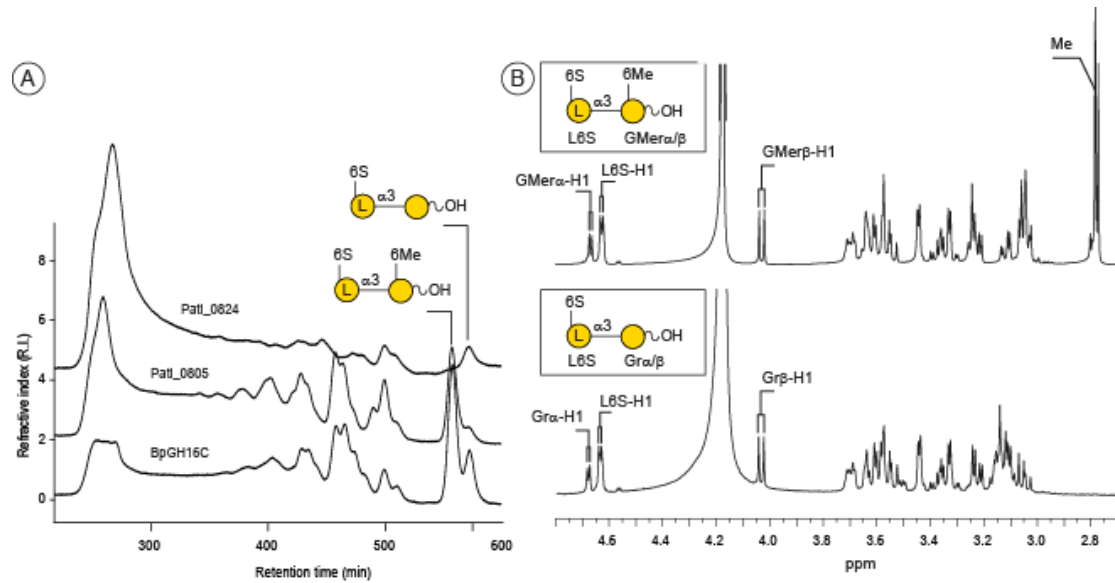 A
6S
L
α3
OH
6S
6Me
L
α3
OH
Patl_0824
Patl_0805
BpGH16C
Refractive index (R.I.)
8
6
4
2
0
300
400
500
600
Retention time (min)
B
6S
6Me
L
α3
OH
L6S
GMerα/β
Me
GMerα-H1
L6S-H1
GMerβ-H1
6S
L
α3
OH
L6S
Grα/β
Grα-H1
L6S-H1
Grβ-H1
4.6
4.2
4.0
3.8
3.6
3.4
3.2
3.0
2.8
ppm